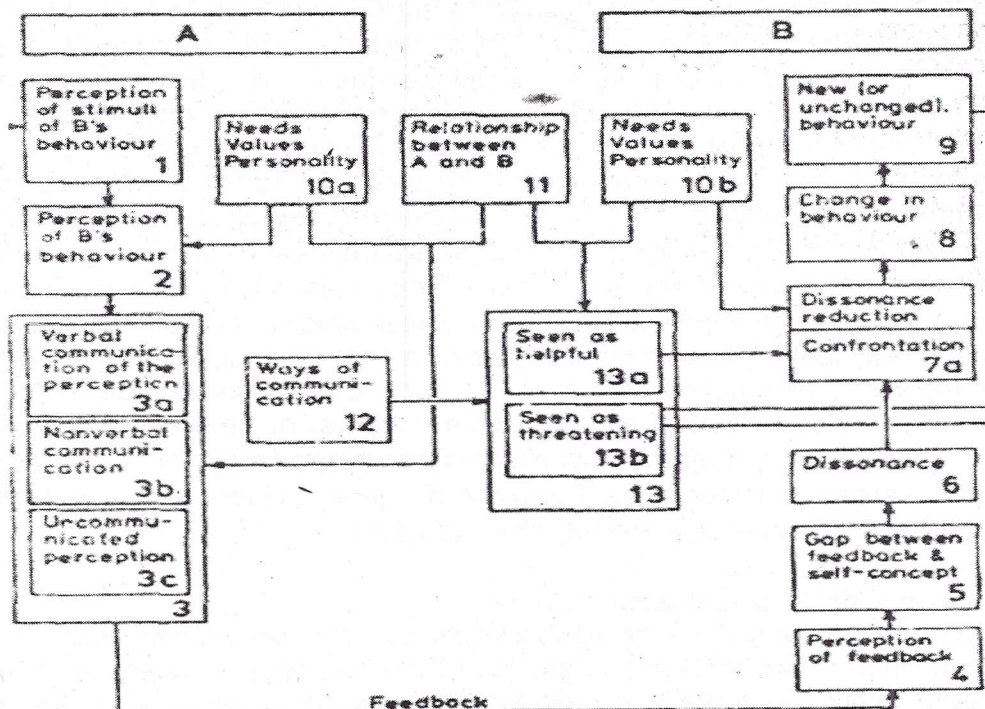 A
B
Perception
of stimuli
of B's
behaviour
1
Needs
Values
Personality
10a
Relationship
between
A and B
11
Needs
Values
Personality
10b
New (or
unchanged).
behaviour
9
Perception
of B's
behaviour
2
Change in
behaviour
8
Verbal
communica-
tion of the
perception
3a
Nonverbal
communi-
cation
3b
Uncommu-
nicated
perception
3c
3
Ways of
communi-
cation
12
Seen as
helpful
13a
Seen as
threatening
13b
13
Dissonance
reduction
Confrontation
7a
Dissonance
6
Gap between
feedback &
self-concept
5
Perception
of feedback
4
Feedback